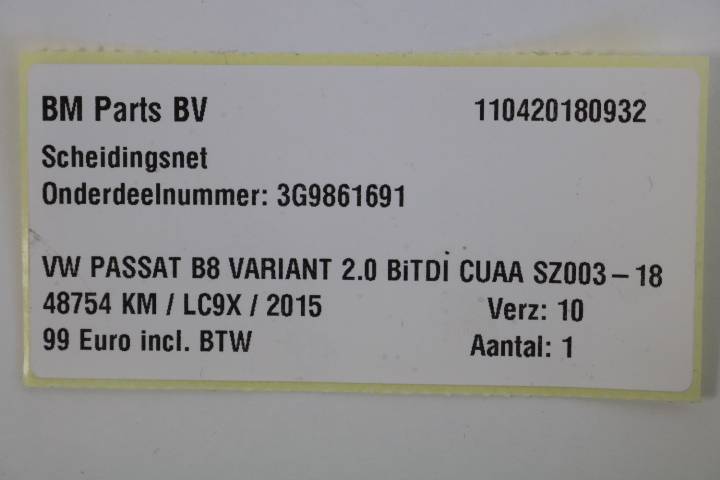 BM Parts BV 110420180932
Scheidingsnet
Onderdeelnummer: 3G9861691
VW PASSAT B8 VARIANT 2.0 BiTDi CUAA SZ003-18
48754 KM / LC9X / 2015 Verz: 10
99 Euro incl. BTW Aantal: 1